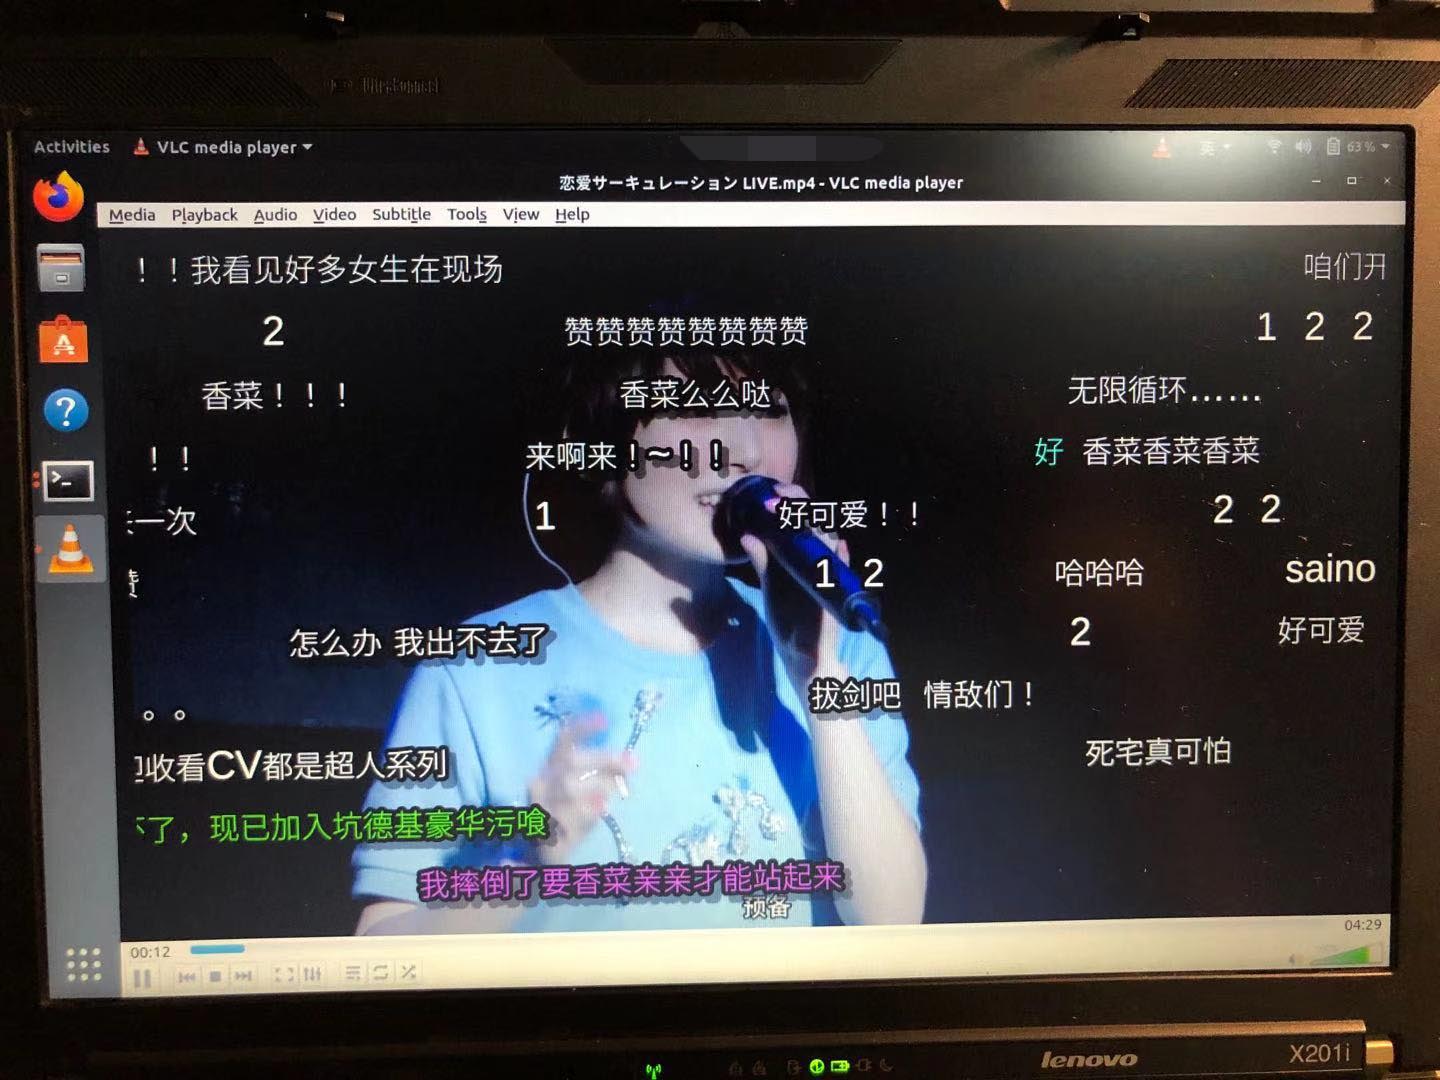 Activities
VLC media player
英
63 %
恋爱サーキュレーション LIVE.mp4 - VLC media player
Media Playback Audio Video Subtitle Tools View Help
！！我看见好多女生在现场
咱们开
2
赞赞赞赞赞赞赞赞
1 2 2
香菜！！！
香菜么么哒
无限循环……
！！
来啊来！～！！
好 香菜香菜香菜
一次
1
好可爱！！
2 2
1 2
哈哈哈
saino
怎么办 我出不去了
2
好可爱
拔剑吧 情敌们！
。。
收看CV都是超人系列
死宅真可怕
了，现已加入坑德基豪华污喰
我摔倒了要香菜亲亲才能站起来
预备
00:12
04:29
lenovo
X201i